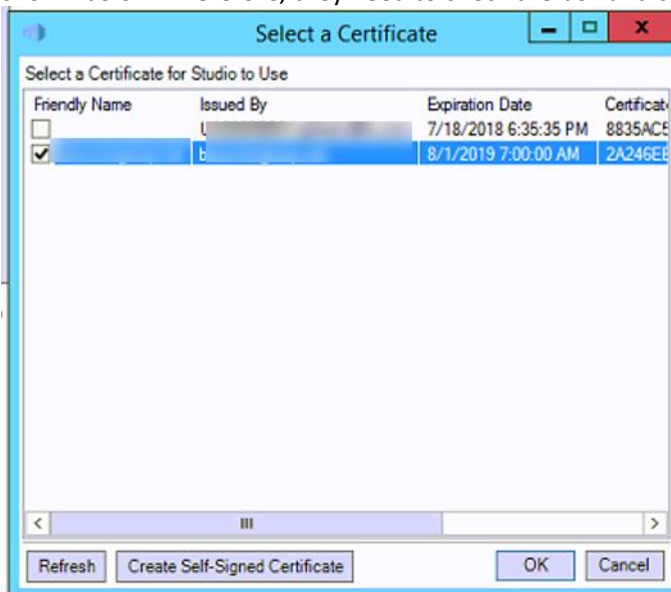 Select a Certificate
Select a Certificate for Studio to Use
Friendly Name Issued By Expiration Date Certificat
7/18/2018 6:35:35 PM 8835AC5
8/1/2019 7:00:00 AM 2A246EE
Refresh Create Self-Signed Certificate OK Cancel